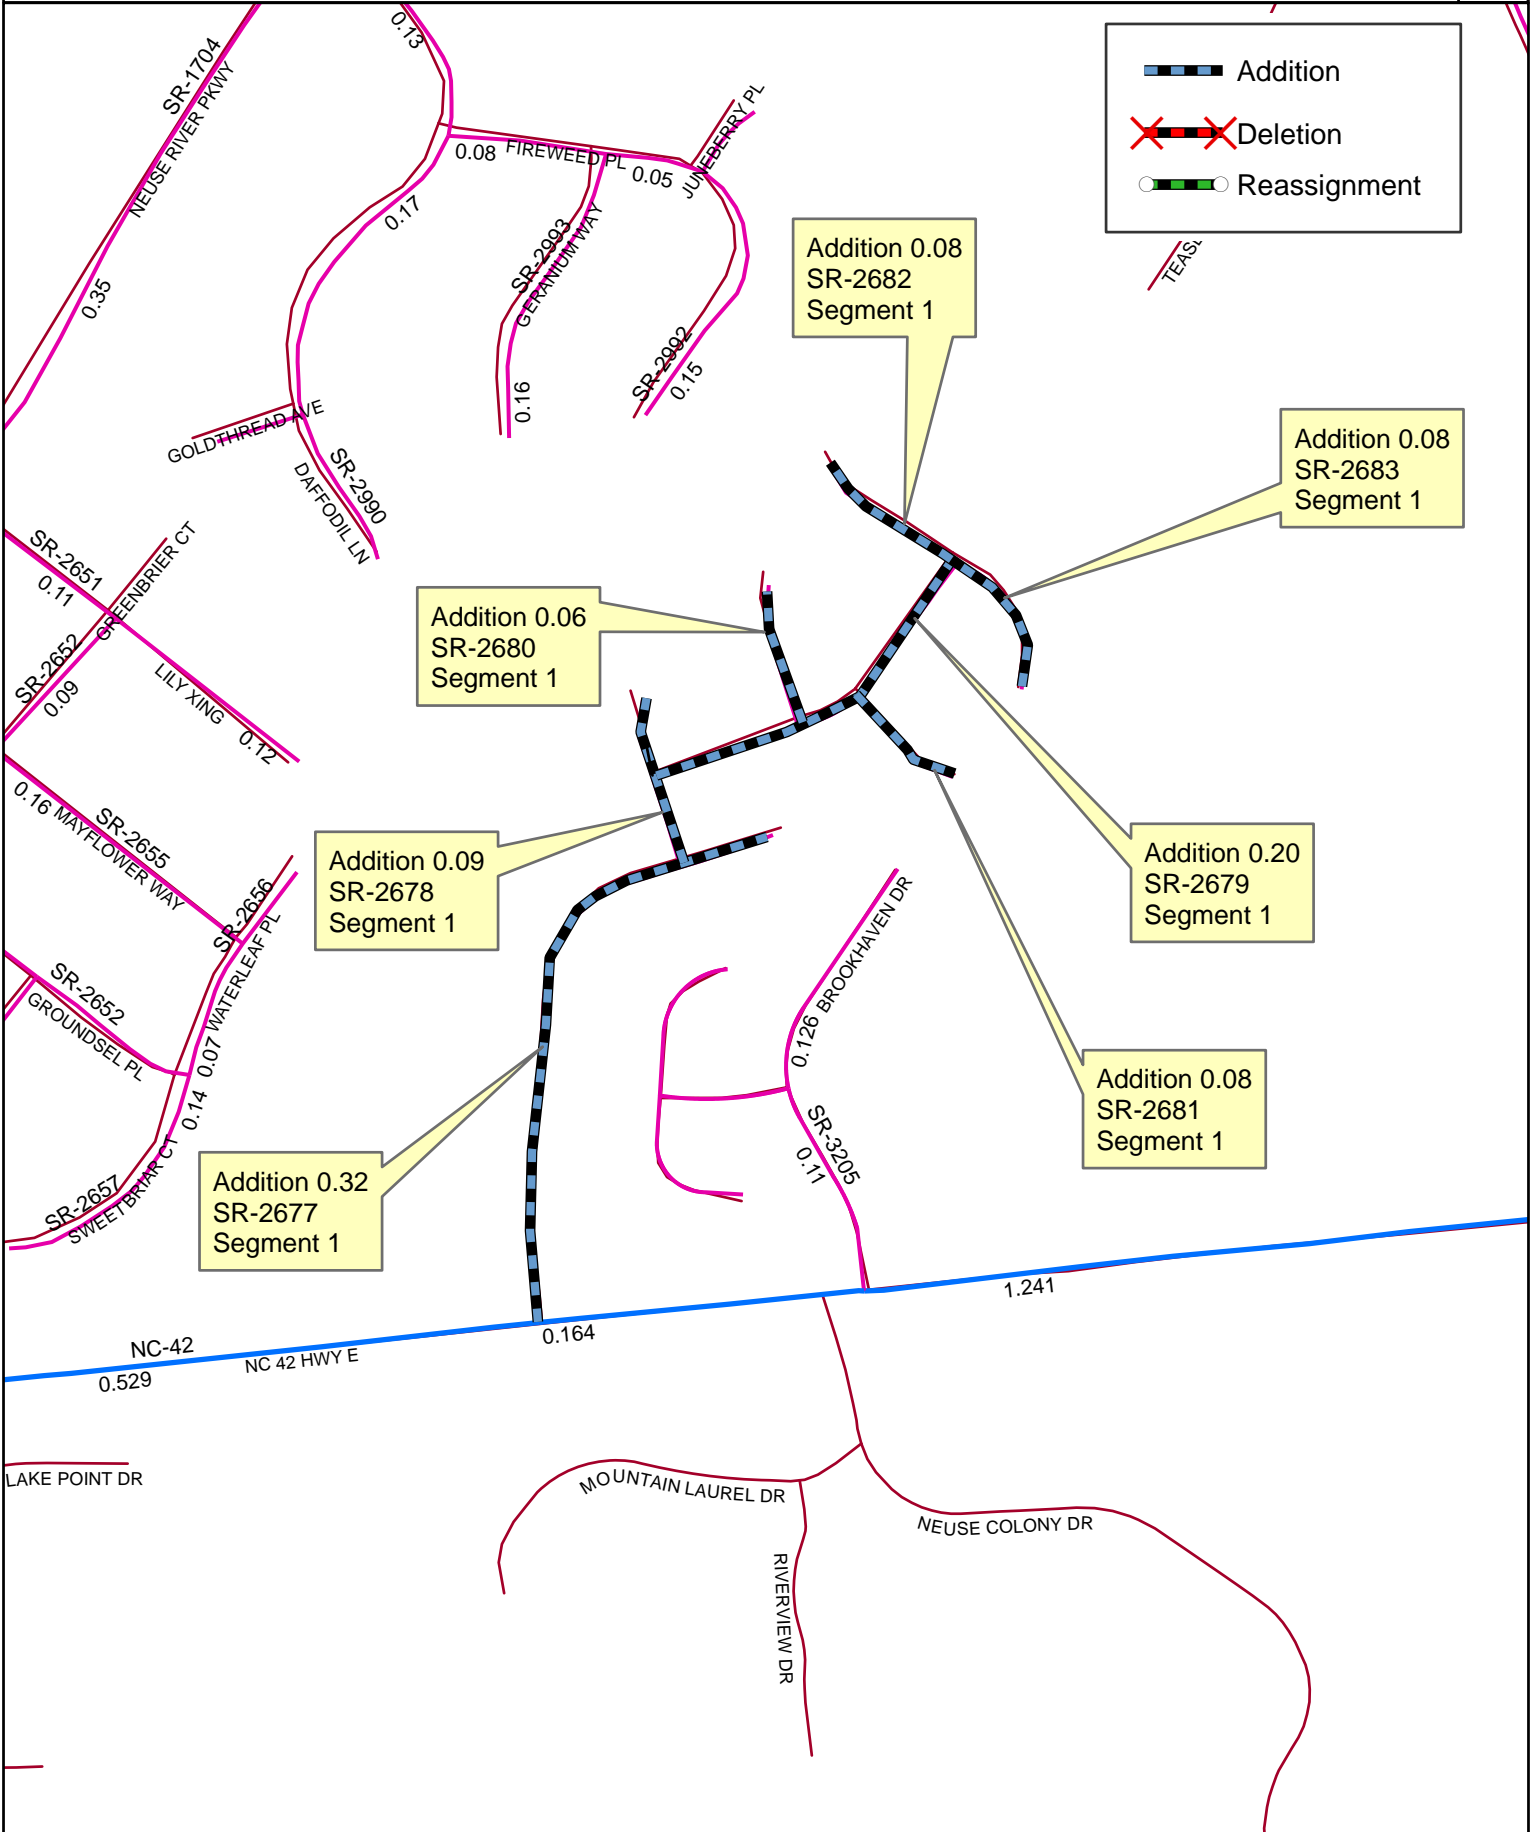 Addition
Deletion
Reassignment
0.13
SR-1704
NEUSE RIVER PKWY
0.35
0.08
FIREWEED PL
0.05
JUNEBERRY PL
0.17
SR-2993
GERANIUM WAY
0.16
SR-2992
0.15
Addition 0.08
SR-2682
Segment 1
Addition 0.08
SR-2683
Segment 1
GOLDTHREAD AVE
SR-2990
DAFFODIL LN
SR-2651
0.11
GREENBRIER CT
SR-2652
0.09
LILY XING
0.12
Addition 0.06
SR-2680
Segment 1
0.16
MAYFLOWER WAY
SR-2655
Addition 0.09
SR-2678
Segment 1
Addition 0.20
SR-2679
Segment 1
SR-2656
WATERLEAF PL
0.07
SR-2652
GROUNDSEL PL
0.14
BROOKHAVEN DR
0.126
SR-3205
0.11
Addition 0.08
SR-2681
Segment 1
SR-2657
SWEETBRIAR CT
Addition 0.32
SR-2677
Segment 1
1.241
0.164
NC-42
NC 42 HWY E
0.529
LAKE POINT DR
MOUNTAIN LAUREL DR
NEUSE COLONY DR
RIVERVIEW DR